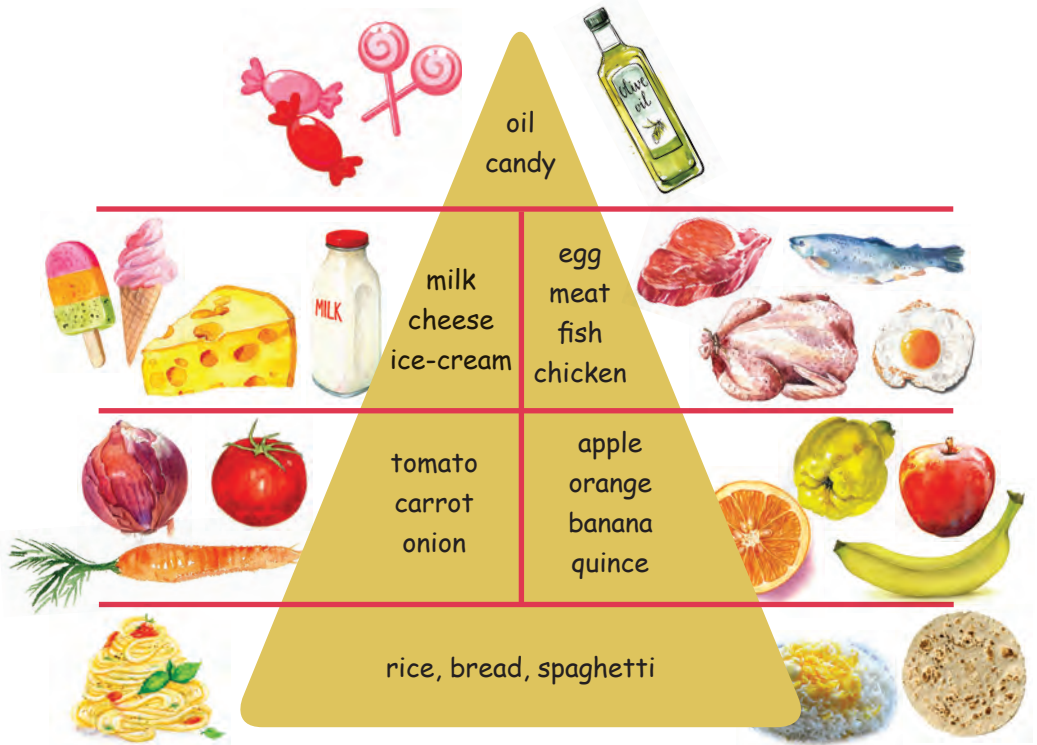 olive
oil
oil
candy
MILK
milk
cheese
ice-cream
egg
meat
fish
chicken
tomato
carrot
onion
apple
orange
banana
quince
rice, bread, spaghetti